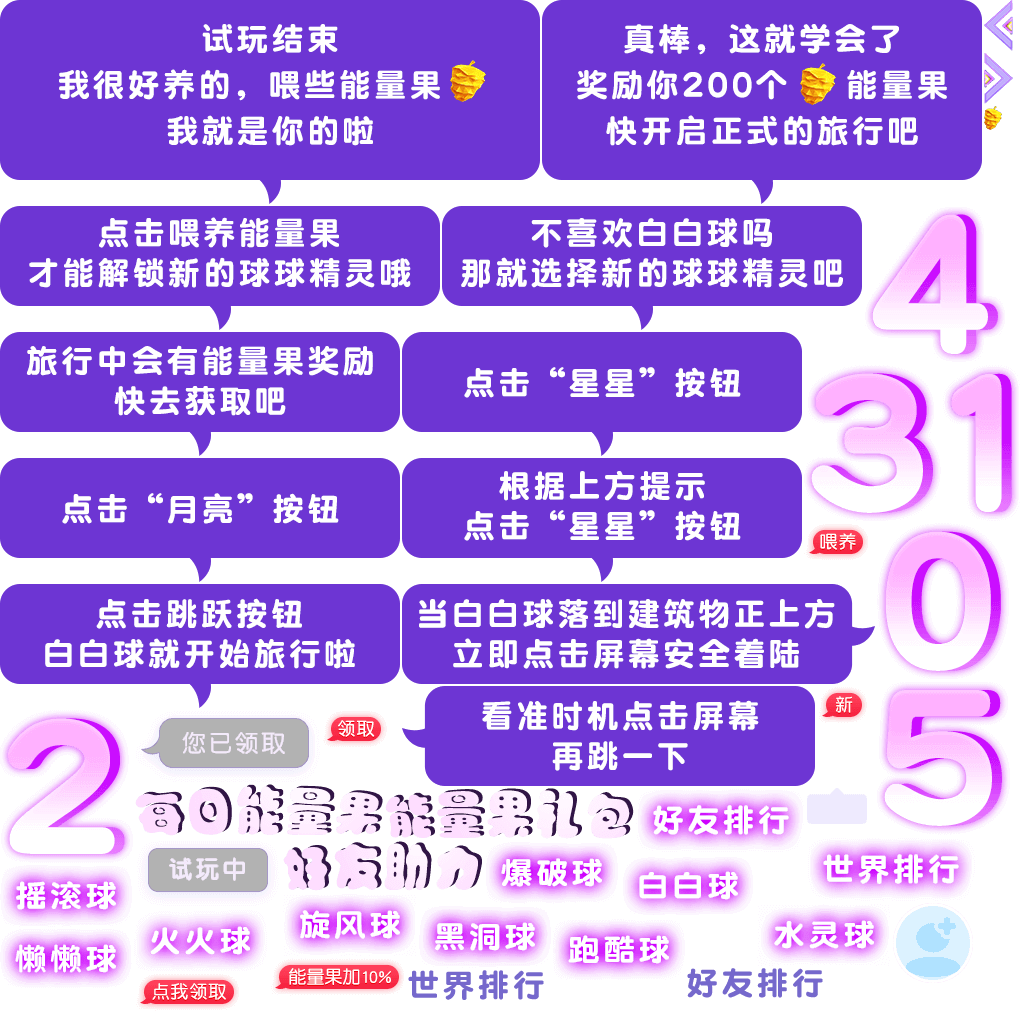 试玩结束
我很好养的，喂些能量果
我就是你的啦
真棒，这就学会了
奖励你200个能量果
快开启正式的旅行吧
点击喂养能量果
才能解锁新的球球精灵哦
不喜欢白白球吗
那就选择新的球球精灵吧
4
旅行中会有能量果奖励
快去获取吧
点击“星星”按钮
3
1
点击“月亮”按钮
根据上方提示
点击“星星”按钮
喂养
0
点击跳跃按钮
白白球就开始旅行啦
当白白球落到建筑物正上方
立即点击屏幕安全着陆
看准时机点击屏幕
再跳一下
新
5
2
您已领取
领取
每日能量果能量果礼包
好友排行
试玩中
好友助力
爆破球
白白球
世界排行
摇滚球
懒懒球
火火球
旋风球
黑洞球
跑酷球
水灵球
点我领取
能量果加10%
世界排行
好友排行